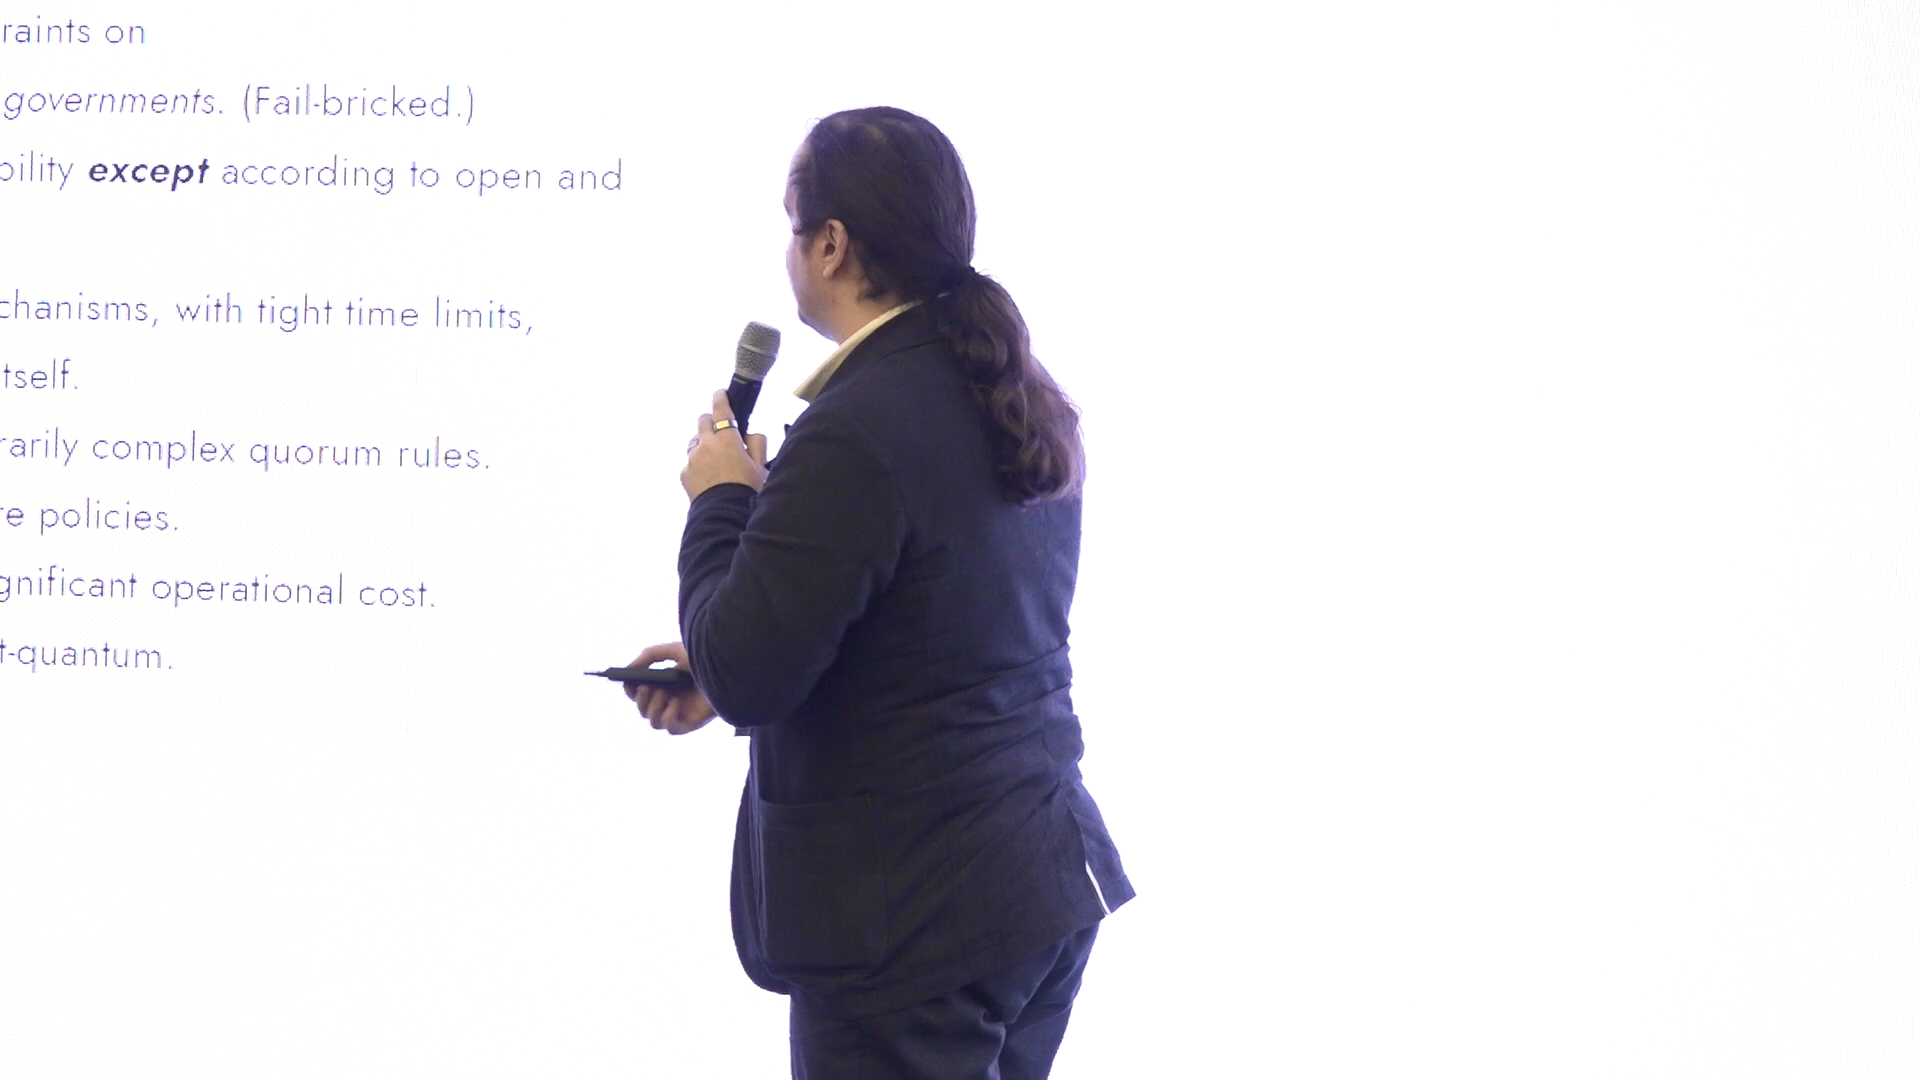 raints on
governments. (Fail-bricked.)
bility except according to open and
chanisms, with tight time limits,
tself.
rarily complex quorum rules.
re policies.
gnificant operational cost.
t-quantum.